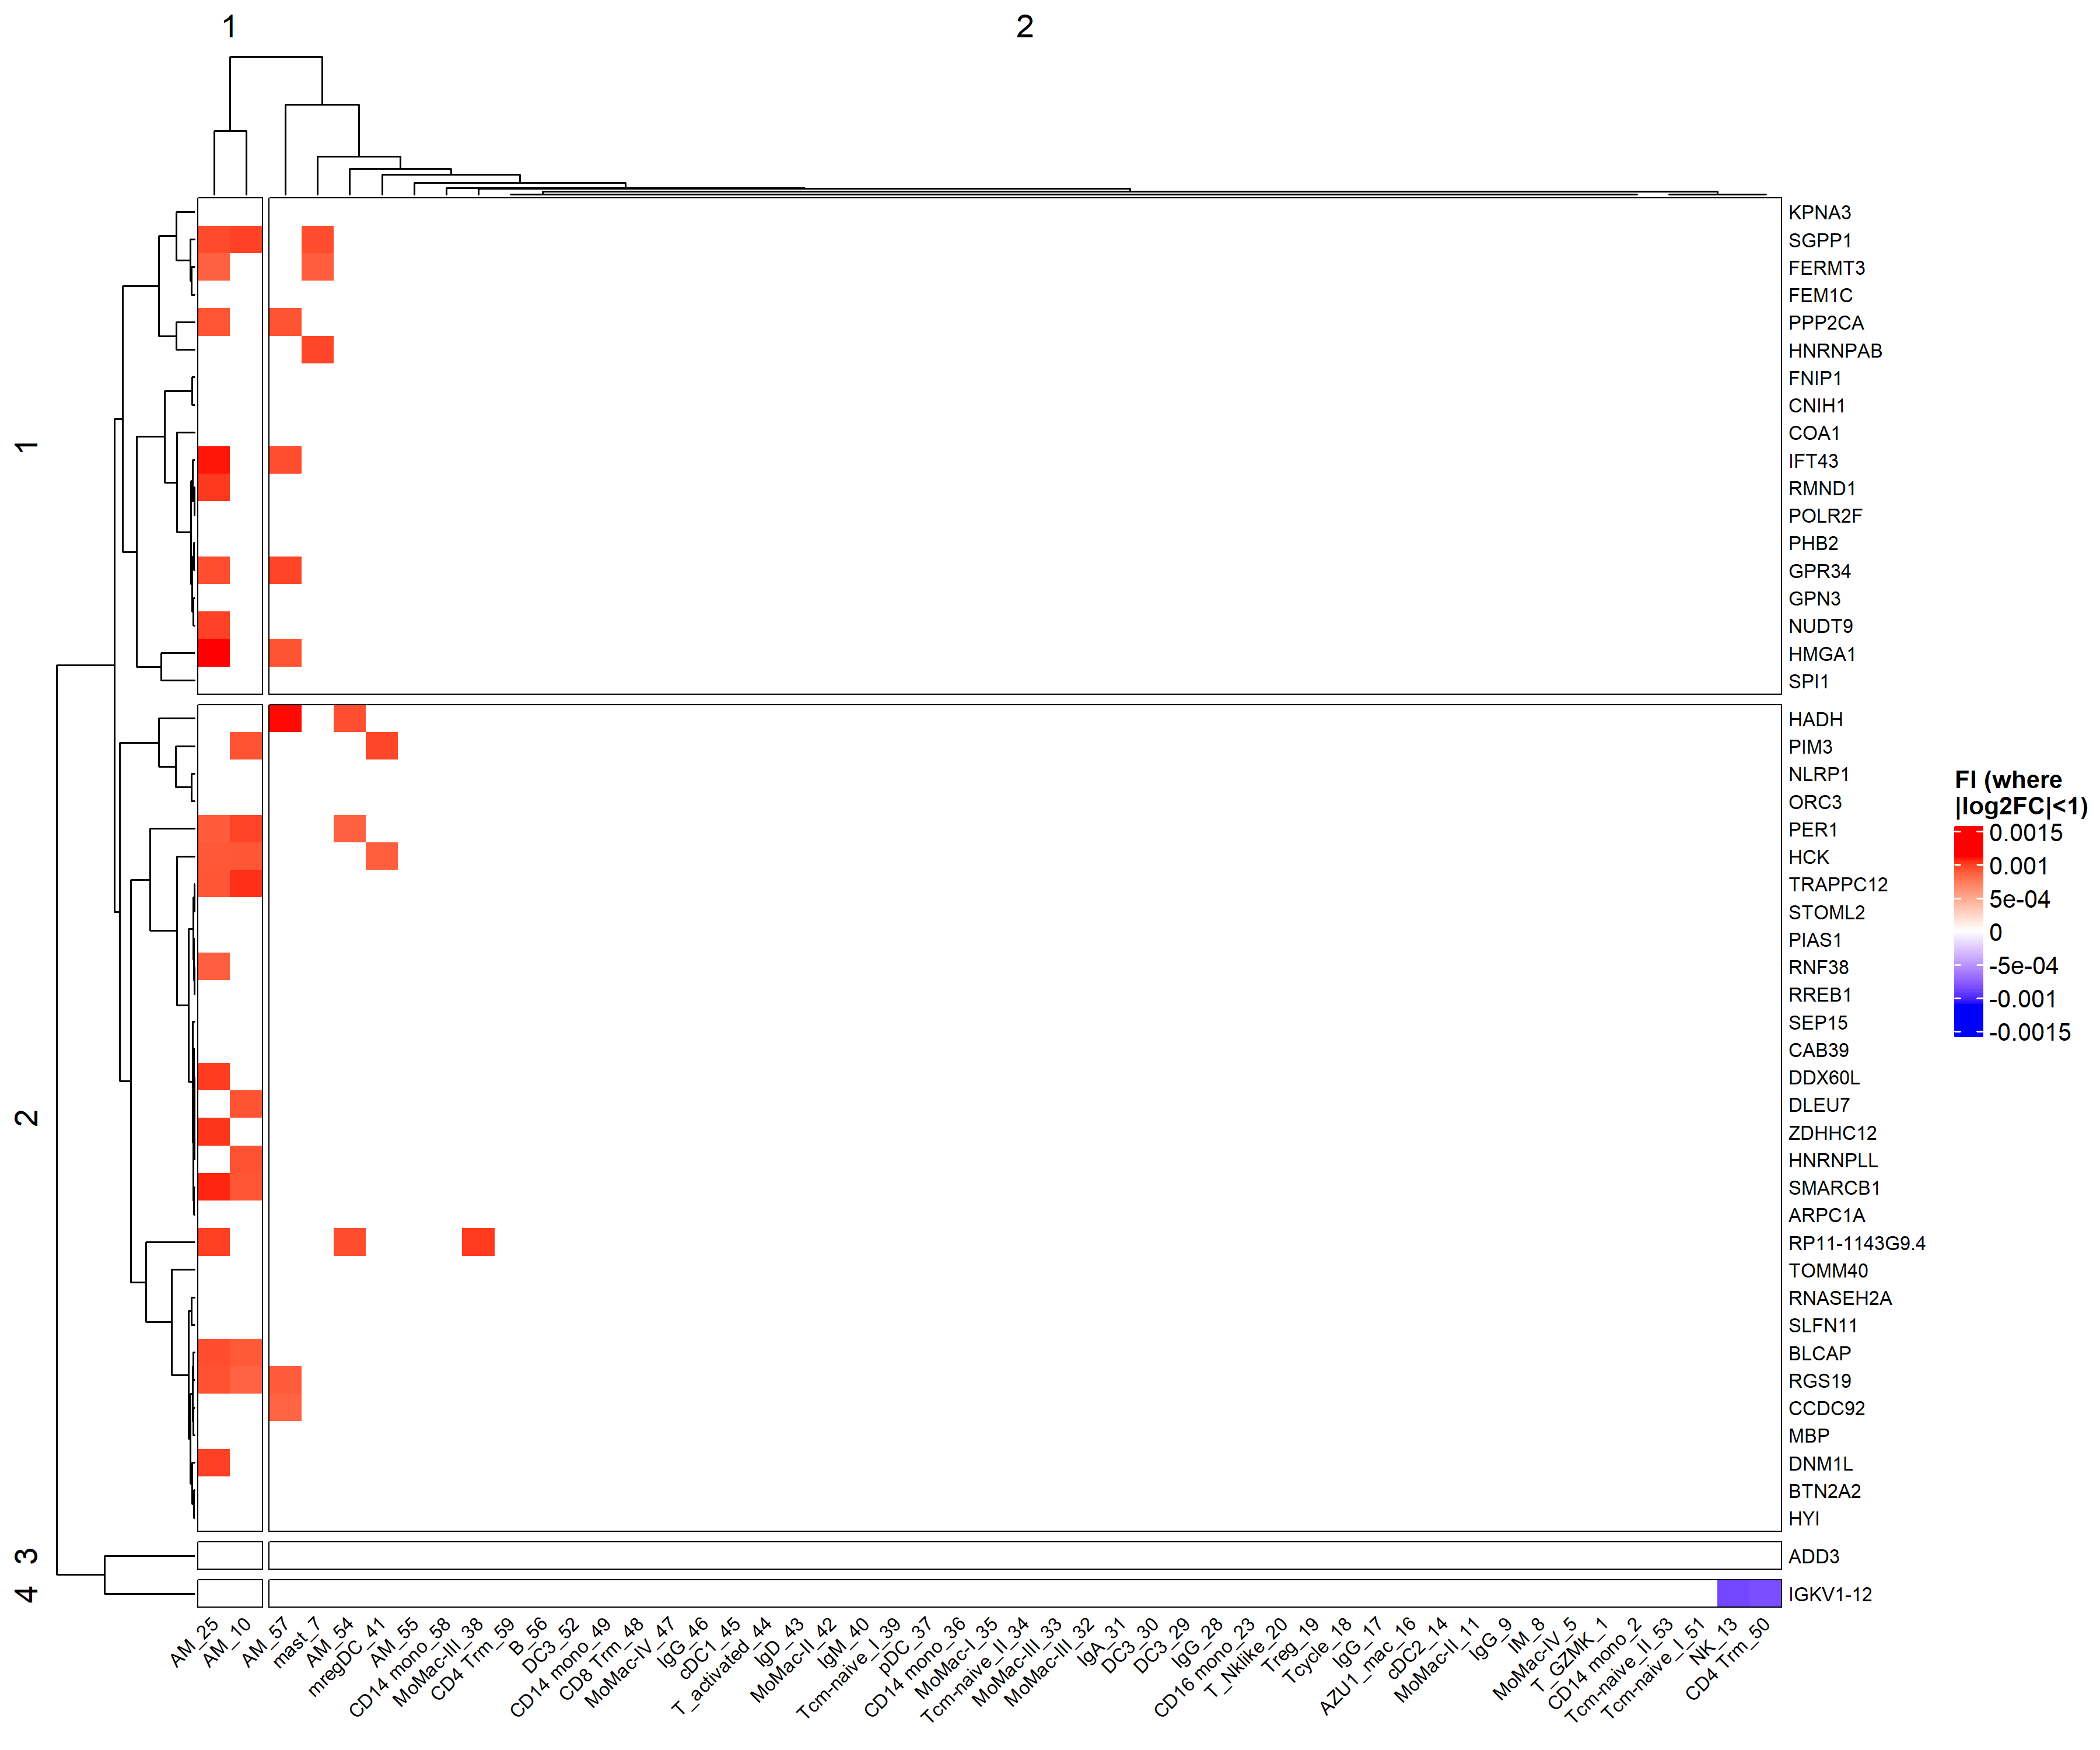 1
2
1
2
3
4
KPNA3
SGPP1
FERMT3
FEM1C
PPP2CA
HNRNPAB
FNIP1
CNIH1
COA1
IFT43
RMND1
POLR2F
PHB2
GPR34
GPN3
NUDT9
HMGA1
SPI1
HADH
PIM3
NLRP1
ORC3
PER1
HCK
TRAPPC12
STOML2
PIAS1
RNF38
RREB1
SEP15
CAB39
DDX60L
DLEU7
ZDHHC12
HNRNPLL
SMARCB1
ARPC1A
RP11-1143G9.4
TOMM40
RNASEH2A
SLFN11
BLCAP
RGS19
CCDC92
MBP
DNM1L
BTN2A2
HYI
ADD3
IGKV1-12
FI (where
|log2FC|<1)
0.0015
0.001
5e-04
0
-5e-04
-0.001
-0.0015
AM_25
AM_10
AM_57
mast_7
AM_54
mregDC_41
AM_55
CD14 mono_58
MoMac-III_38
CD4 Trm_59
B_56
DC3_52
CD14 mono_49
CD8 Trm_48
MoMac-IV_47
IgG_46
cDC1_45
T_activated_44
IgD_43
MoMac-II_42
IgM_40
Tcm-naive_I_39
pDC_37
CD14 mono_36
MoMac-I_35
Tcm-naive_II_34
MoMac-III_33
MoMac-III_32
IgA_31
DC3_30
DC3_29
IgG_28
CD16 mono_23
T_Nklike_20
Treg_19
Tcycle_18
IgG_17
AZU1_mac_16
cDC2_14
MoMac-II_11
IgG_9
IM_8
MoMac-IV_5
T_GZMK_1
CD14 mono_2
Tcm-naive_II_53
Tcm-naive_I_51
NK_13
CD4 Trm_50